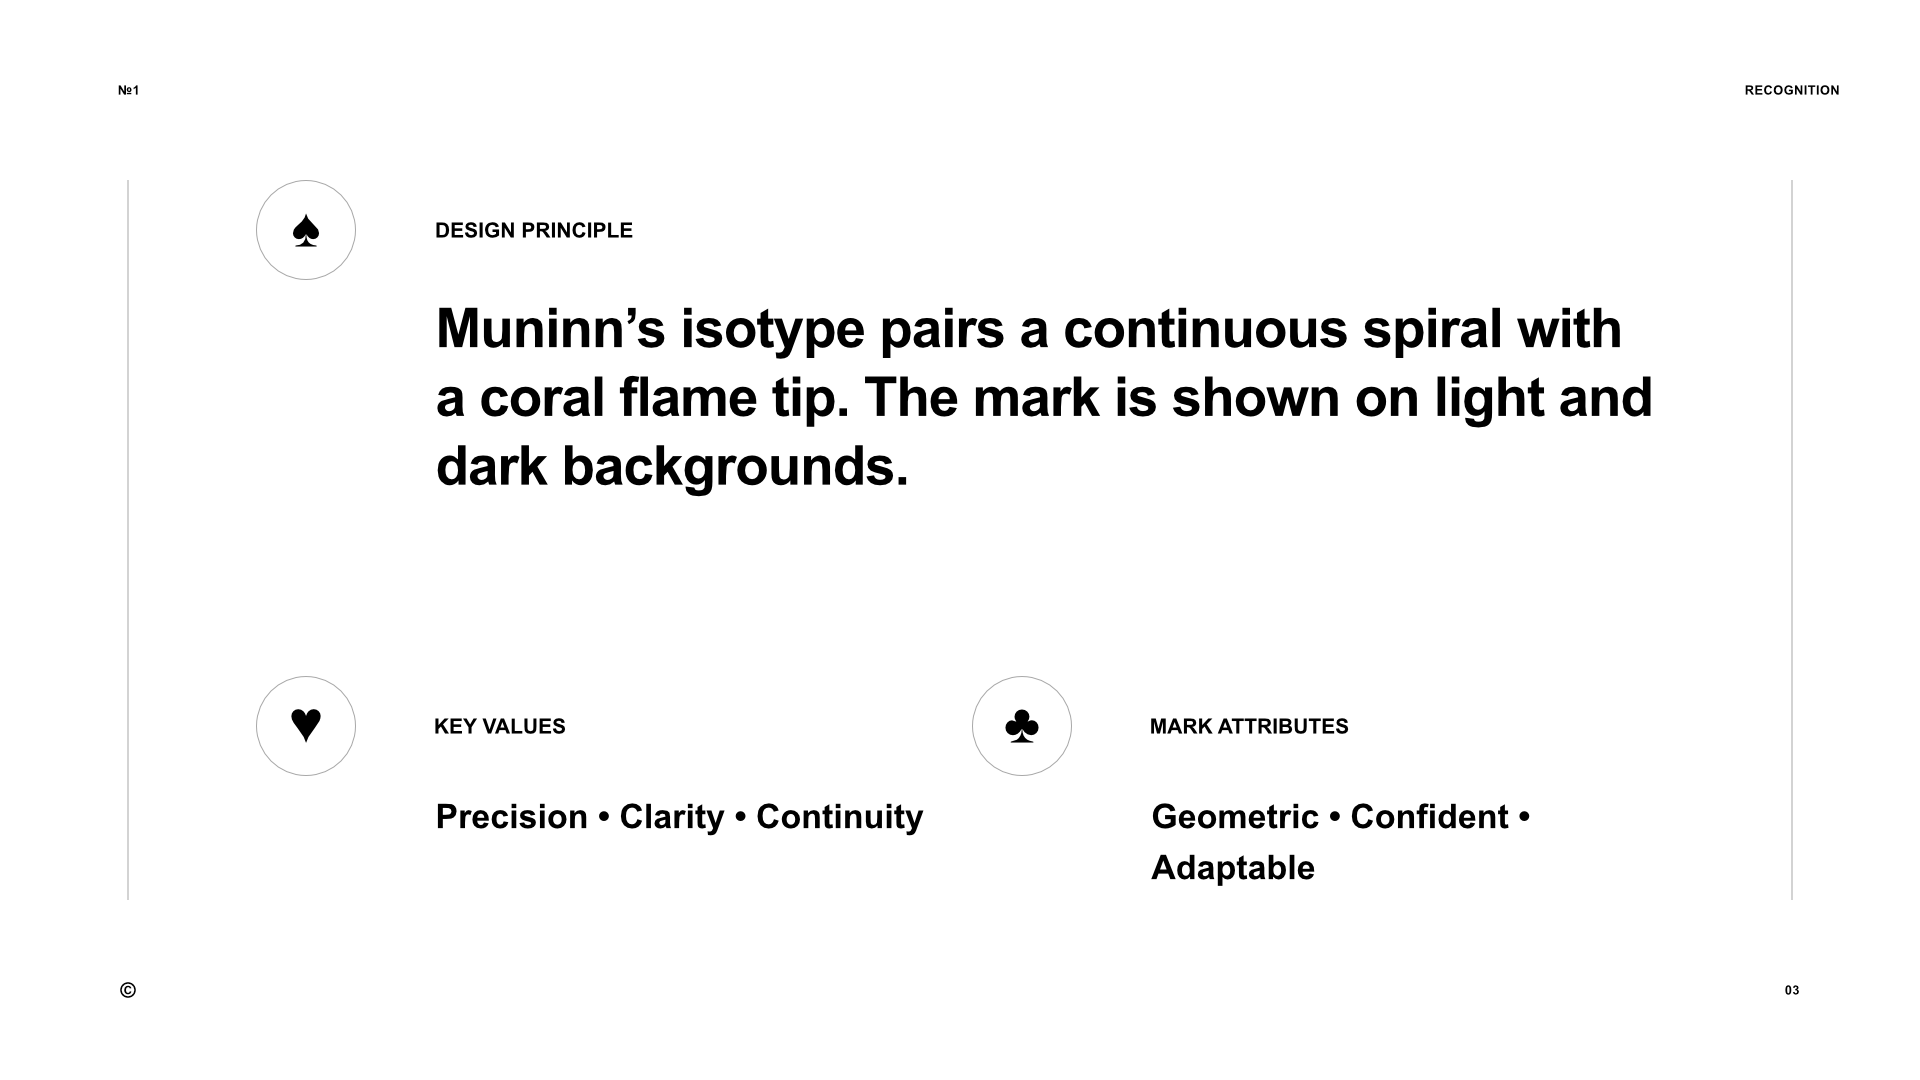 №1
RECOGNITION
♠
DESIGN PRINCIPLE
Muninn’s isotype pairs a continuous spiral with
a coral flame tip. The mark is shown on light and
dark backgrounds.
♥
KEY VALUES
Precision • Clarity • Continuity
♣
MARK ATTRIBUTES
Geometric • Confident •
Adaptable
©
03